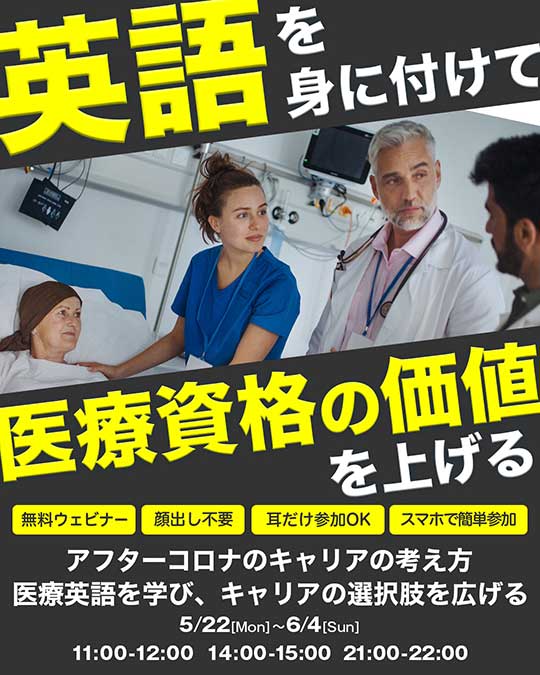 英語を
身に付けて
医療資格の価値
を上げる
無料ウェビナー 顔出し不要 耳だけ参加OK スマホで簡単参加
アフターコロナのキャリアの考え方
医療英語を学び、キャリアの選択肢を広げる
5/22[Mon]～6/4[Sun]
11:00-12:00 14:00-15:00 21:00-22:00